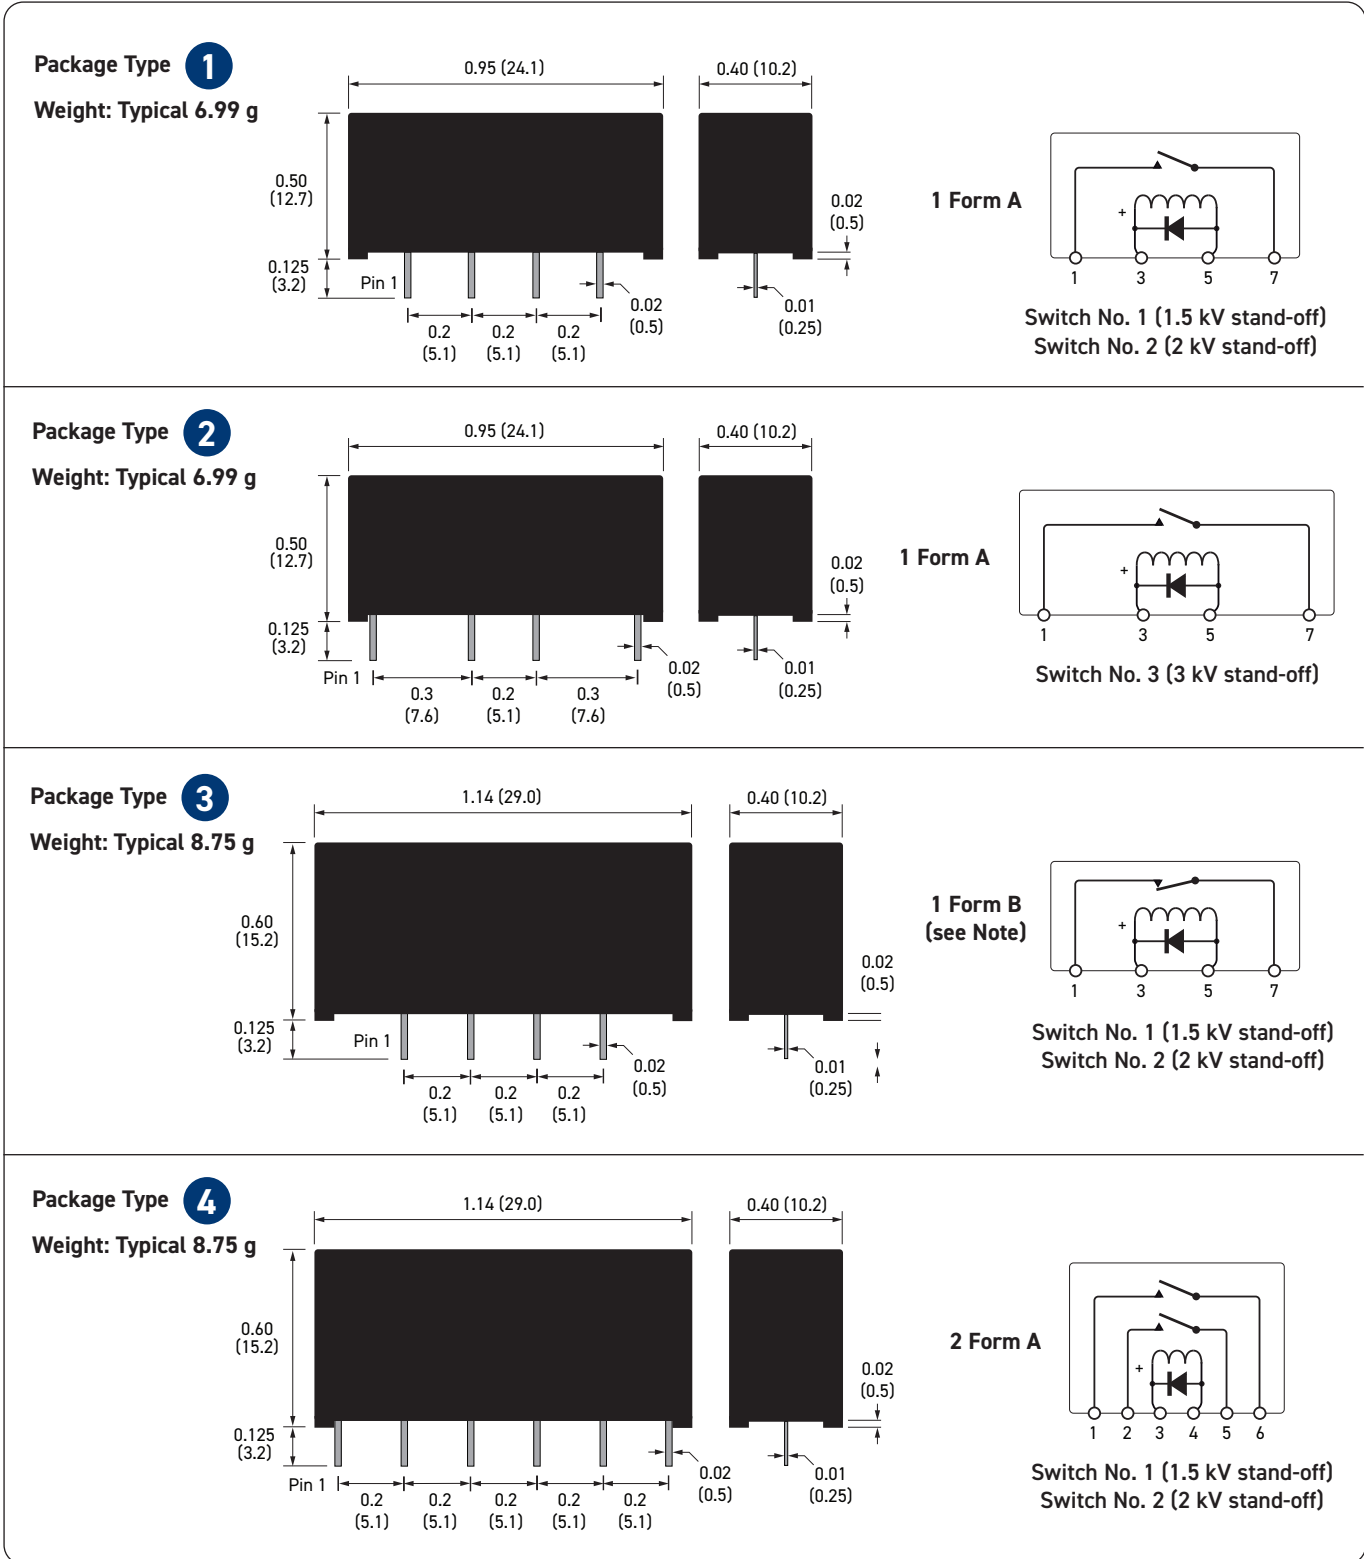 Package Type 1
Weight: Typical 6.99 g
0.95 (24.1)
0.40 (10.2)
0.50
(12.7)
0.125
(3.2)
Pin 1
0.2
(5.1)
0.2
(5.1)
0.2
(5.1)
0.02
(0.5)
0.02
(0.5)
0.01
(0.25)
1 Form A
+
1 3 5 7
Switch No. 1 (1.5 kV stand-off)
Switch No. 2 (2 kV stand-off)
Package Type 2
Weight: Typical 6.99 g
0.95 (24.1)
0.40 (10.2)
0.50
(12.7)
0.125
(3.2)
Pin 1
0.3
(7.6)
0.2
(5.1)
0.3
(7.6)
0.02
(0.5)
0.02
(0.5)
0.01
(0.25)
1 Form A
+
1 3 5 7
Switch No. 3 (3 kV stand-off)
Package Type 3
Weight: Typical 8.75 g
1.14 (29.0)
0.40 (10.2)
0.60
(15.2)
0.125
(3.2)
Pin 1
0.2
(5.1)
0.2
(5.1)
0.2
(5.1)
0.02
(0.5)
0.02
(0.5)
0.01
(0.25)
1 Form B
(see Note)
+
1 3 5 7
Switch No. 1 (1.5 kV stand-off)
Switch No. 2 (2 kV stand-off)
Package Type 4
Weight: Typical 8.75 g
1.14 (29.0)
0.40 (10.2)
0.60
(15.2)
0.125
(3.2)
Pin 1
0.2
(5.1)
0.2
(5.1)
0.2
(5.1)
0.2
(5.1)
0.2
(5.1)
0.02
(0.5)
0.02
(0.5)
0.01
(0.25)
2 Form A
+
1 2 3 4 5 6
Switch No. 1 (1.5 kV stand-off)
Switch No. 2 (2 kV stand-off)